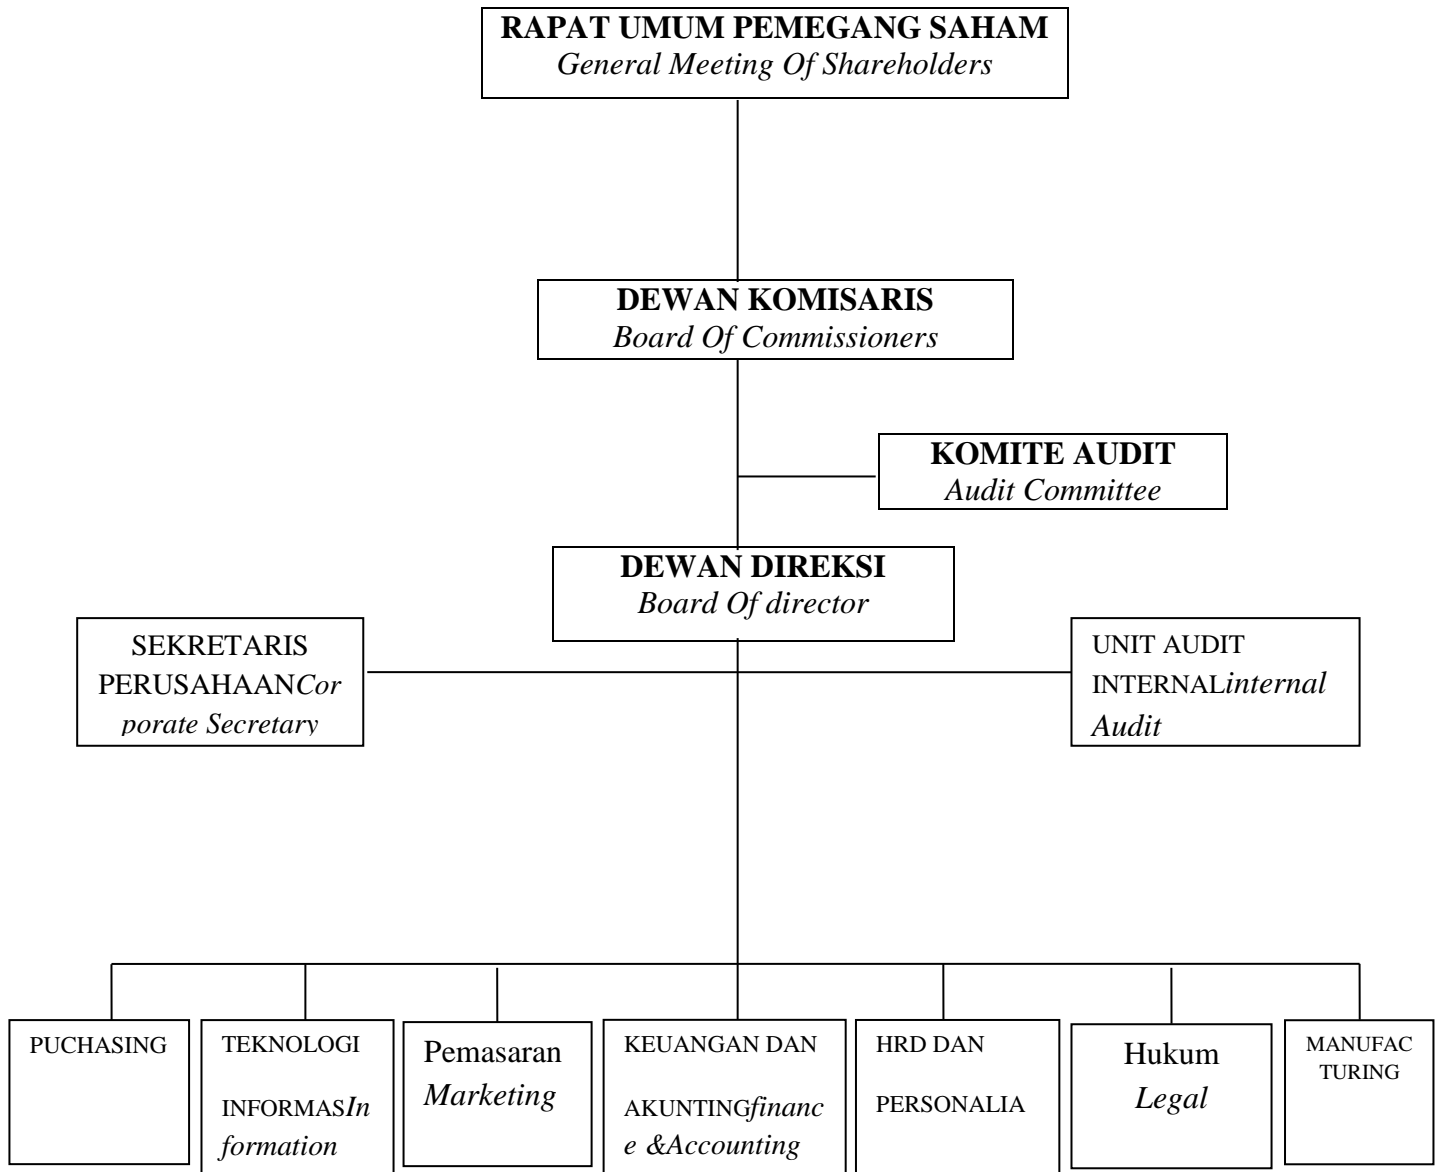 RAPAT UMUM PEMEGANG SAHAM
General Meeting Of Shareholders
DEWAN KOMISARIS
Board Of Commissioners
KOMITE AUDIT
Audit Committee
DEWAN DIREKSI
Board Of director
SEKRETARIS
PERUSAHAANCor
porate Secretary
UNIT AUDIT
INTERNALinternal
Audit
PUCHASING
TEKNOLOGI
INFORMASIn
formation
Pemasaran
Marketing
KEUANGAN DAN
AKUNTINGfinanc
e &Accounting
HRD DAN
PERSONALIA
Hukum
Legal
MANUFAC
TURING